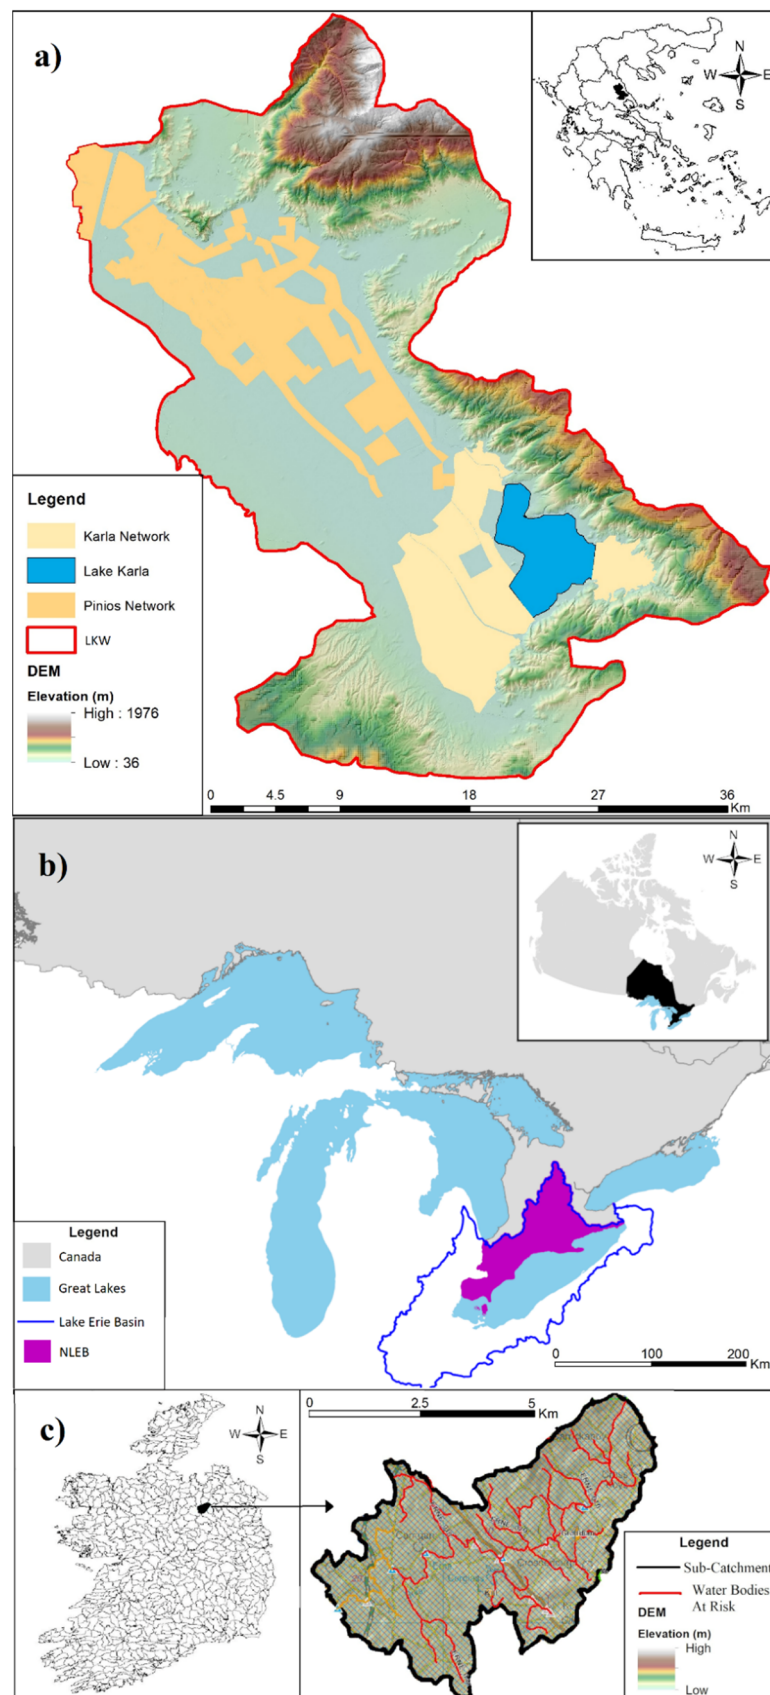 a)
N
W E
S
Legend
Karla Network
Lake Karla
Pinios Network
LKW
DEM
Elevation (m)
High : 1976
Low : 36
0 4.5 9 18 27 36
Km
b)
N
W E
S
Legend
Canada
Great Lakes
Lake Erie Basin
NLEB
0 100 200
Km
c)
N
W E
S
0 2.5 5
Km
Legend
Sub-Catchment
Water Bodies
At Risk
DEM
Elevation (m)
High
Low